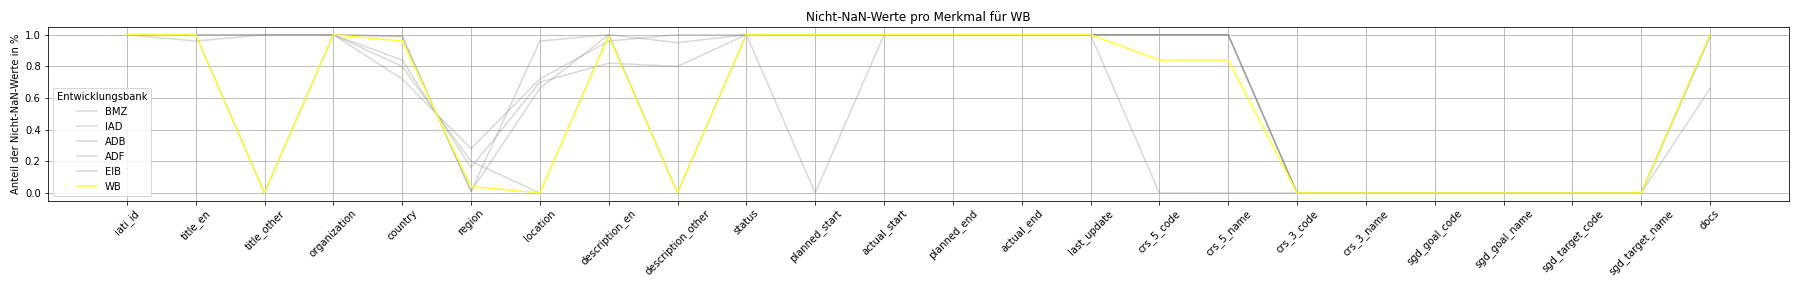 Nicht-NaN-Werte pro Merkmal für WB
Anteil der Nicht-NaN-Werte in %
1.0
0.8
0.6
0.4
0.2
0.0
Entwicklungsbank
BMZ
IAD
ADB
ADF
EIB
WB
iati_id
title_en
title_other
organization
country
region
location
description_en
description_other
status
planned_start
actual_start
planned_end
actual_end
last_update
crs_5_code
crs_5_name
crs_3_code
crs_3_name
sgd_goal_code
sgd_goal_name
sgd_target_code
sgd_target_name
docs